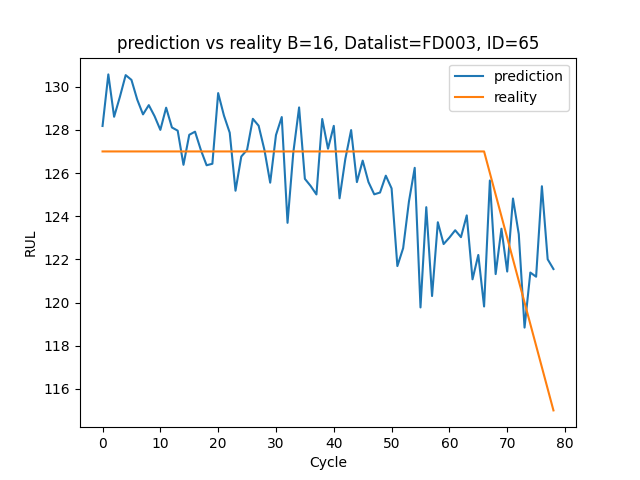 prediction vs reality B=16, Datalist=FD003, ID=65
prediction
reality
RUL
130
128
126
124
122
120
118
116
0 10 20 30 40 50 60 70 80
Cycle